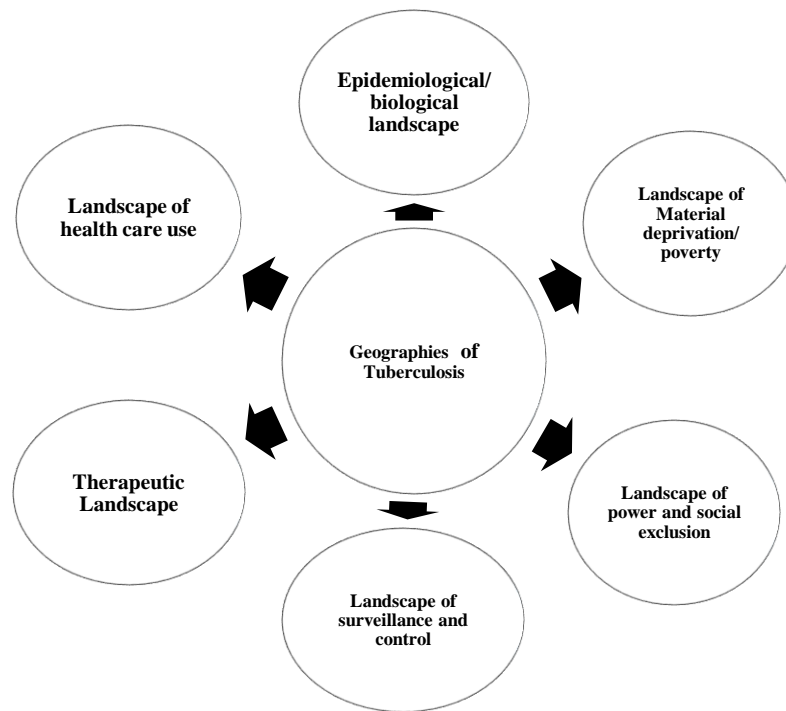 Epidemiological/
biological
landscape
Landscape of
health care use
Landscape of
Material
deprivation/
poverty
Geographies of
Tuberculosis
Therapeutic
Landscape
Landscape of
power and social
exclusion
Landscape of
surveillance and
control